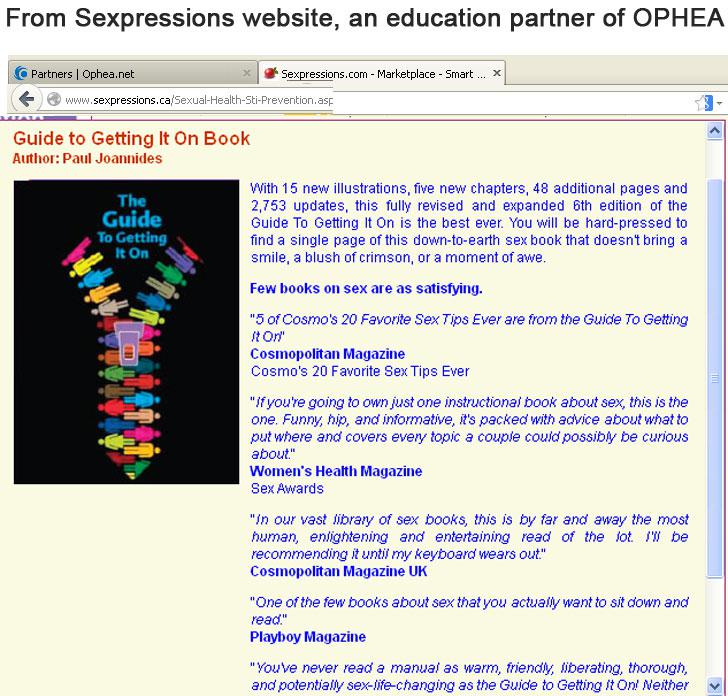 From Sexpressions website, an education partner of OPHEA
Partners | Ophea.net
Sexpressions.com - Marketplace - Smart ...
www.sexpressions.ca/Sexual-Health-Sti-Prevention.asp
Guide to Getting It On Book
Author: Paul Joannides
The
Guide
To Getting
It On
With 15 new illustrations, five new chapters, 48 additional pages and
2,753 updates, this fully revised and expanded 6th edition of the
Guide To Getting It On is the best ever. You will be hard-pressed to
find a single page of this down-to-earth sex book that doesn't bring a
smile, a blush of crimson, or a moment of awe.
Few books on sex are as satisfying.
"5 of Cosmo's 20 Favorite Sex Tips Ever are from the Guide To Getting
It On"
Cosmopolitan Magazine
Cosmo's 20 Favorite Sex Tips Ever
"If you're going to own just one instructional book about sex, this is the
one. Funny, hip, and informative, it's packed with advice about what to
put where and covers every topic a couple could possibly be curious
about."
Women's Health Magazine
Sex Awards
"In our vast library of sex books, this is by far and away the most
human, enlightening and entertaining read of the lot. I'll be
recommending it until my keyboard wears out."
Cosmopolitan Magazine UK
"One of the few books about sex that you actually want to sit down and
read."
Playboy Magazine
"You've never read a manual as warm, friendly, liberating, thorough,
and potentially sex-life-changing as the Guide to Getting It On! Neither